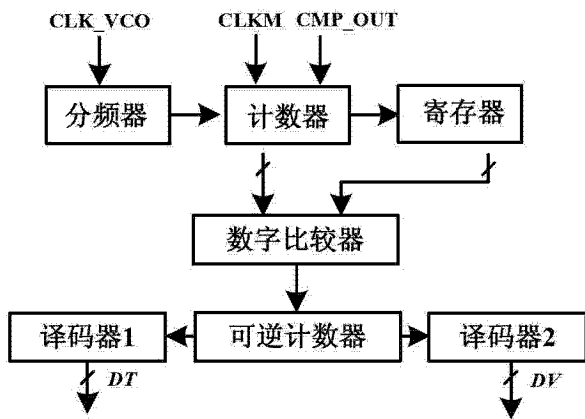 CLK_VCO CLKM CMP_OUT
分频器 计数器 寄存器
数字比较器
译码器1 可逆计数器 译码器2
DT DV